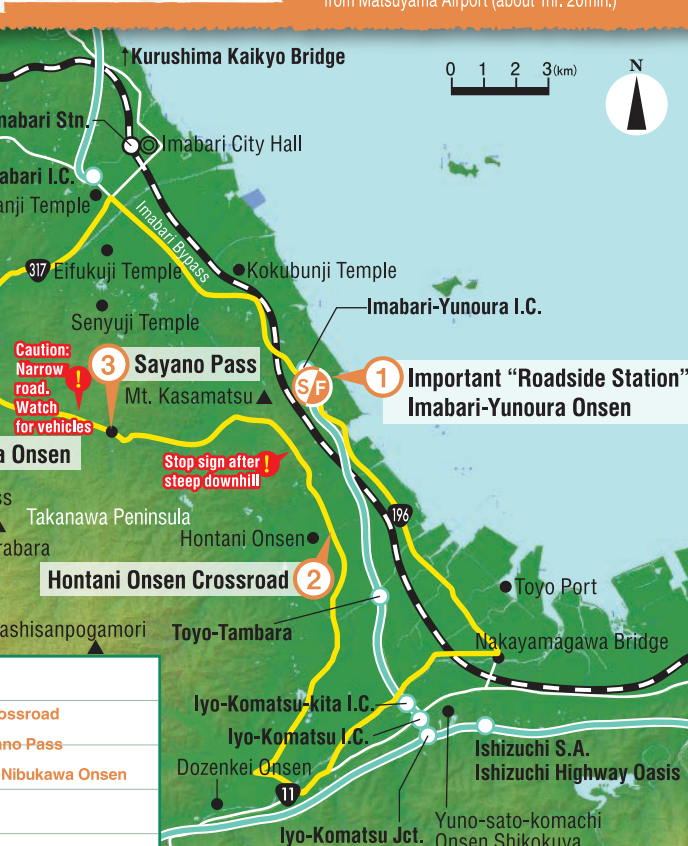 from Matsuyama Airport (about 1hr. 20min.)
↑Kurushima Kaikyo Bridge
0 1 2 3(km)
N
nabari Stn.
Imabari City Hall
abari I.C.
anji Temple
Imabari Bypass
317
Eifukuji Temple
Kokubunji Temple
Senyuji Temple
Imabari-Yunoura I.C.
Caution:
Narrow
road.
Watch
for vehicles
!
3 Sayano Pass
S/F
1 Important “Roadside Station”
Imabari-Yunoura Onsen
Mt. Kasamatsu
a Onsen
Stop sign after
steep downhill
!
ss
Takanawa Peninsula
196
rabara
Hontani Onsen
Hontani Onsen Crossroad 2
Toyo Port
ashisanpogamori
Toyo-Tambara
Nakayamagawa Bridge
ossroad
Iyo-Komatsu-kita I.C.
ano Pass
Iyo-Komatsu I.C.
Nibukawa Onsen
Dozenkei Onsen
Ishizuchi S.A.
Ishizuchi Highway Oasis
11
Iyo-Komatsu Jct.
Yuno-sato-komachi
Onsen Shikokuya